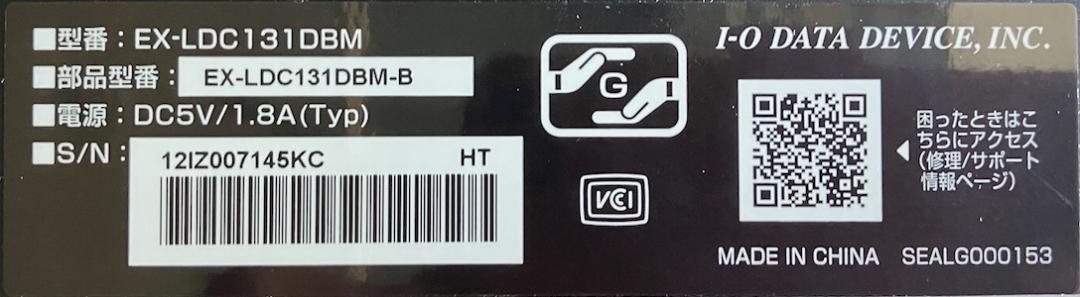 ■型番：EX-LDC131DBM
■部品型番：EX-LDC131DBM-B
■電源：DC5V/1.8A(Typ)
■S/N：12IZ007145KC HT
G
VCCI
I-O DATA DEVICE, INC.
困ったときはこ
ちらにアクセス
(修理/サポート
情報ページ)
MADE IN CHINA SEALG000153